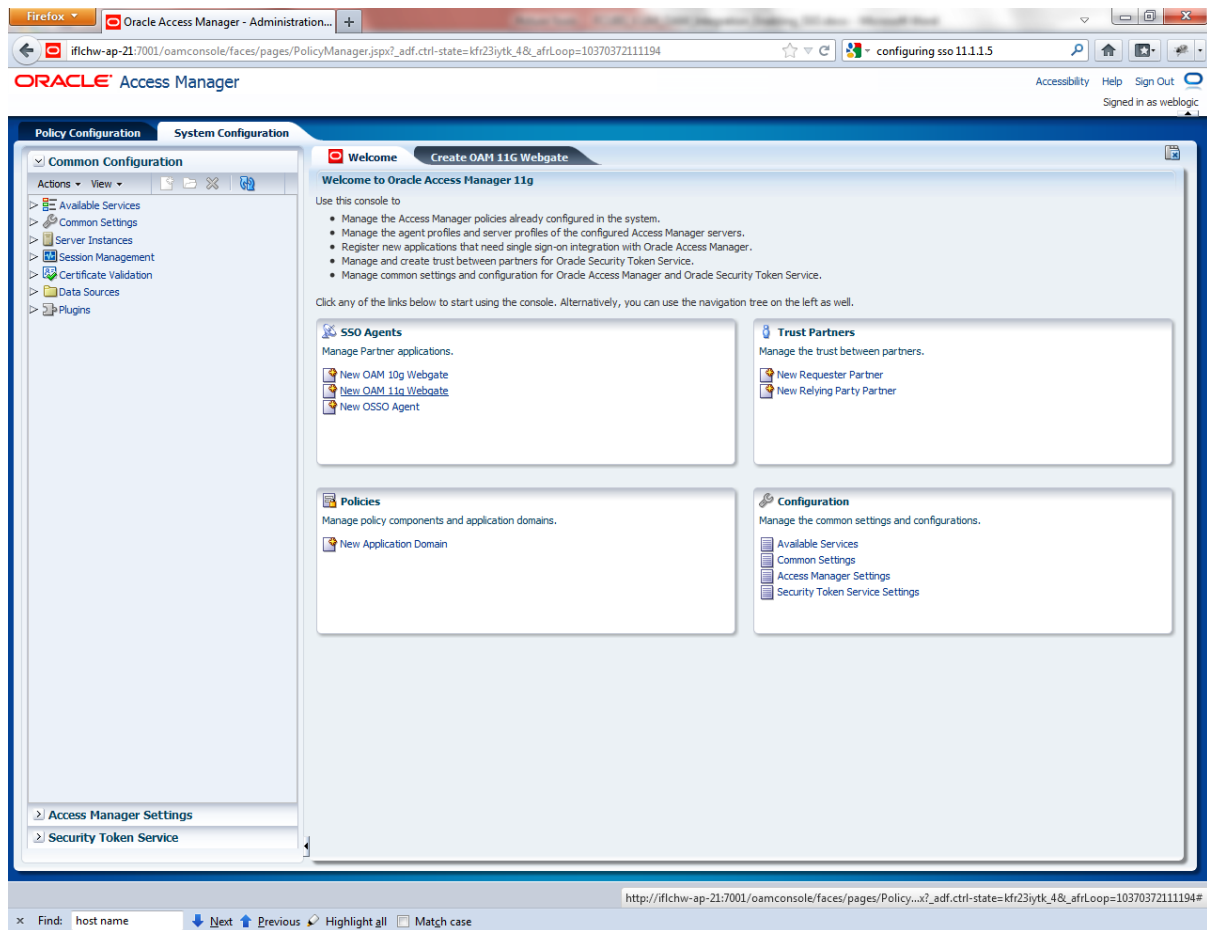 Firefox
Oracle Access Manager - Administration...
iflchw-ap-21:7001/oamconsole/faces/pages/PolicyManager.jspx?_adf.ctrl-state=kfr23iytk_4&_afrLoop=10370372111194
configuring sso 11.1.1.5
ORACLE Access Manager
Accessibility Help Sign Out
Signed in as weblogic
Policy Configuration System Configuration
Common Configuration
Actions View
Available Services
Common Settings
Server Instances
Session Management
Certificate Validation
Data Sources
Plugins
Access Manager Settings
Security Token Service
Welcome Create OAM 11G Webgate
Welcome to Oracle Access Manager 11g
Use this console to
• Manage the Access Manager policies already configured in the system.
• Manage the agent profiles and server profiles of the configured Access Manager servers.
• Register new applications that need single sign-on integration with Oracle Access Manager.
• Manage and create trust between partners for Oracle Security Token Service.
• Manage common settings and configuration for Oracle Access Manager and Oracle Security Token Service.
Click any of the links below to start using the console. Alternatively, you can use the navigation tree on the left as well.
SSO Agents
Manage Partner applications.
New OAM 10g Webgate
New OAM 11g Webgate
New OSSO Agent
Trust Partners
Manage the trust between partners.
New Requester Partner
New Relying Party Partner
Policies
Manage policy components and application domains.
New Application Domain
Configuration
Manage the common settings and configurations.
Available Services
Common Settings
Access Manager Settings
Security Token Service Settings
http://iflchw-ap-21:7001/oamconsole/faces/pages/Policy...x?_adf.ctrl-state=kfr23iytk_4&_afrLoop=10370372111194#
× Find: host name Next Previous Highlight all Match case